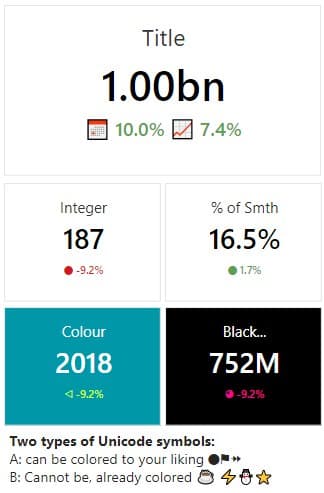 Title
1.00bn
📅 10.0% 📈 7.4%
Integer
187
● -9.2%
% of Smth
16.5%
● 1.7%
Colour
2018
◁ -9.2%
Black...
752M
◕ -9.2%
Two types of Unicode symbols:
A: can be colored to your liking ●⚑⏩
B: Cannot be, already colored ⚡⛄⭐